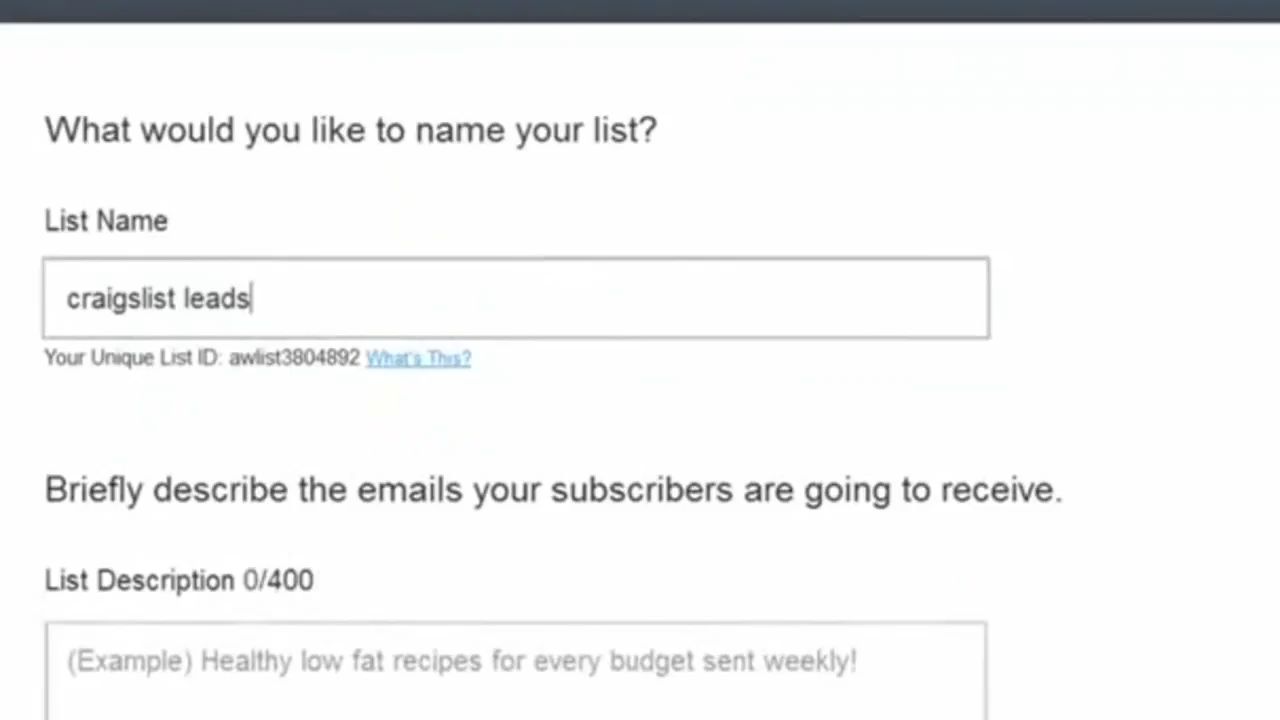 What would you like to name your list?
List Name
craigslist leads
Your Unique List ID: awlist3804892 What's This?
Briefly describe the emails your subscribers are going to receive.
List Description 0/400
(Example) Healthy low fat recipes for every budget sent weekly!